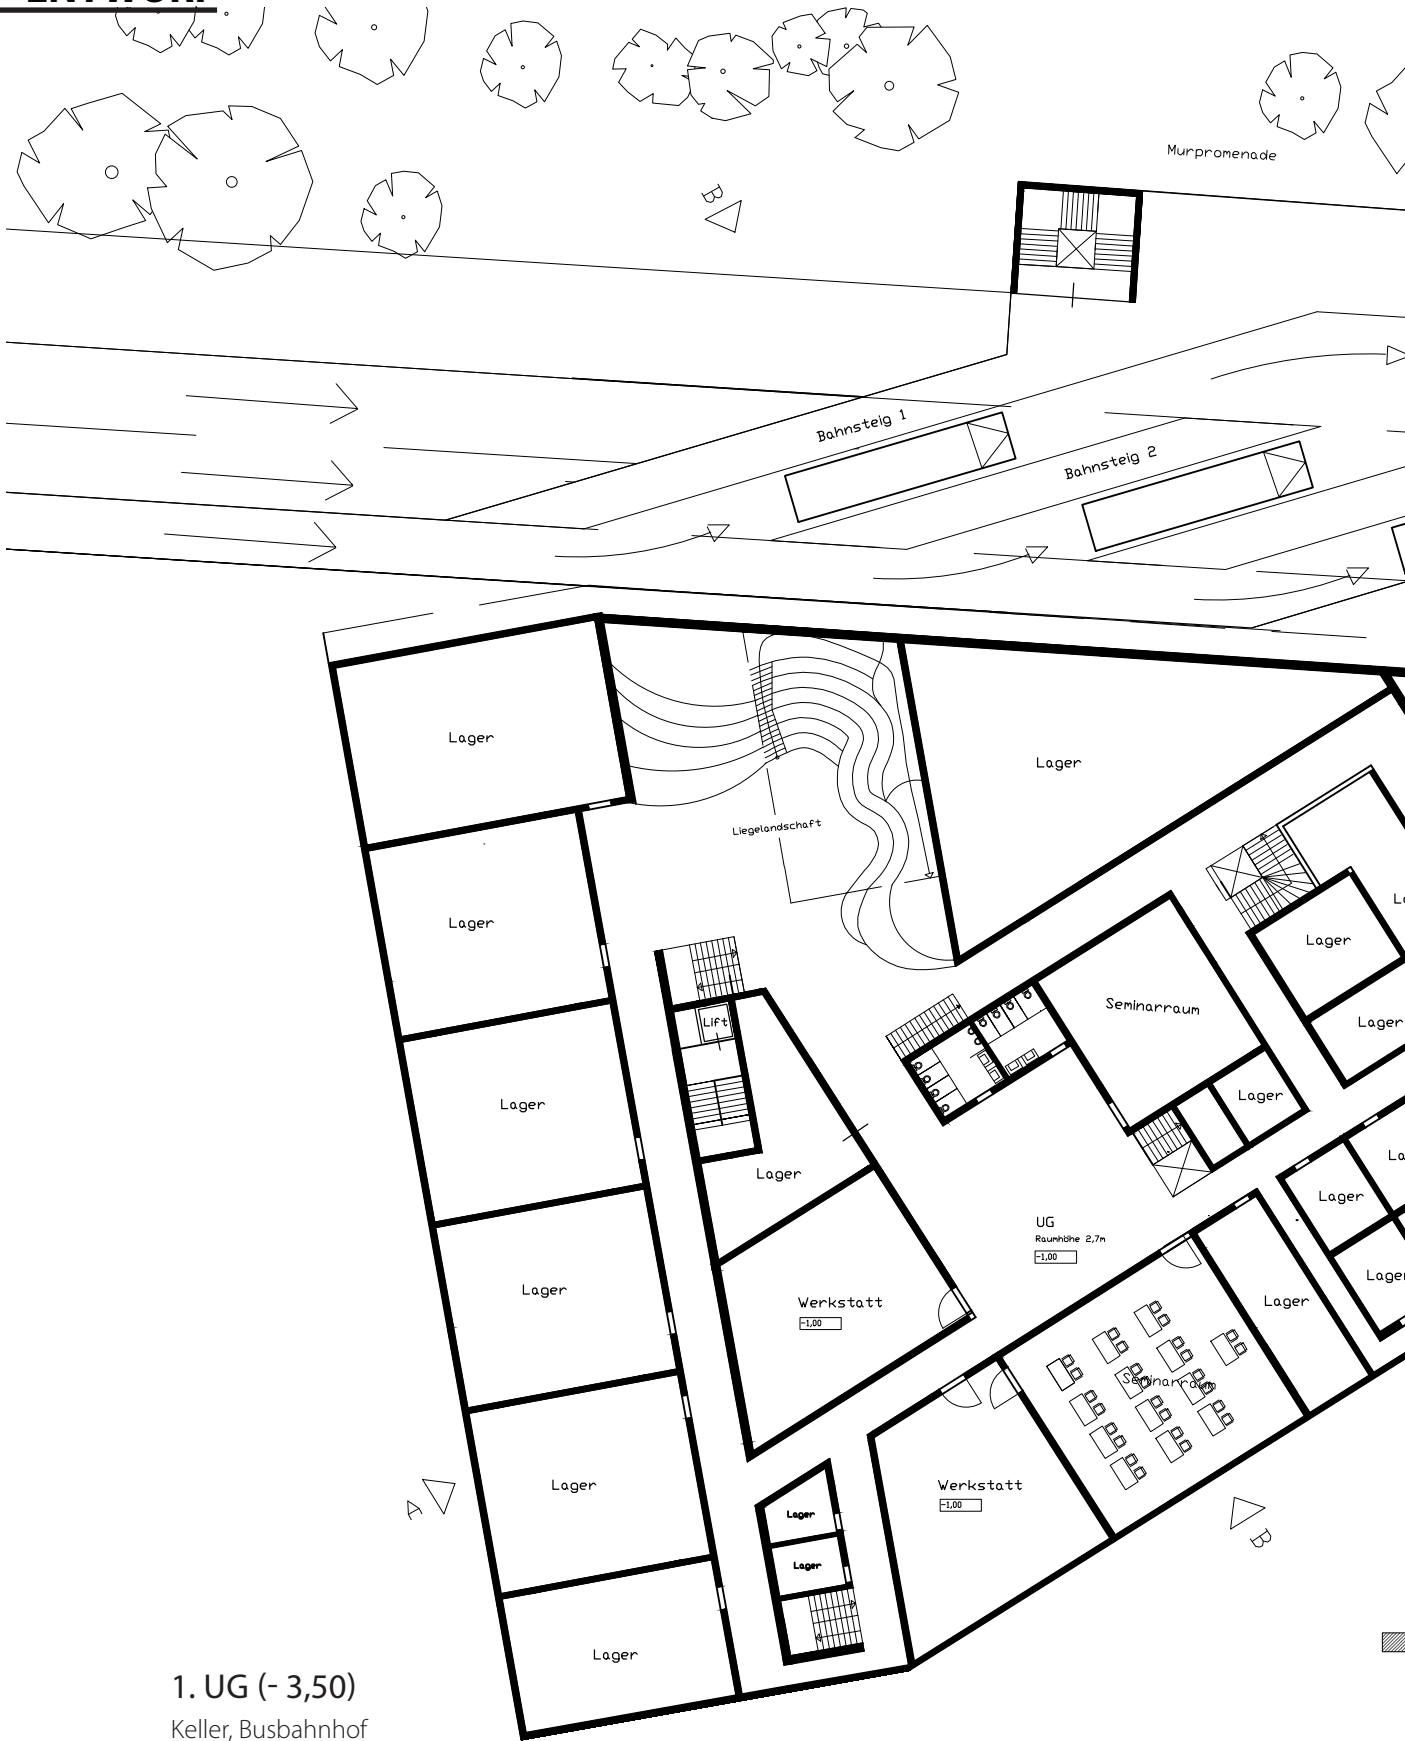 Murpromenade
B
Bahnsteig 1
Bahnsteig 2
Lager
Lager
Liegelandschaft
Lager
Lager
Seminarraum
Lager
Lift
Lager
Lager
Lager
Lager
Lager
UG
Raumhöhe 2,7m
-1,00
Lager
Lager
Lager
Werkstatt
-1,00
Seminarraum
Lager
Werkstatt
-1,00
A
Lager
Lager
B
Lager
1. UG (- 3,50)
Keller, Busbahnhof